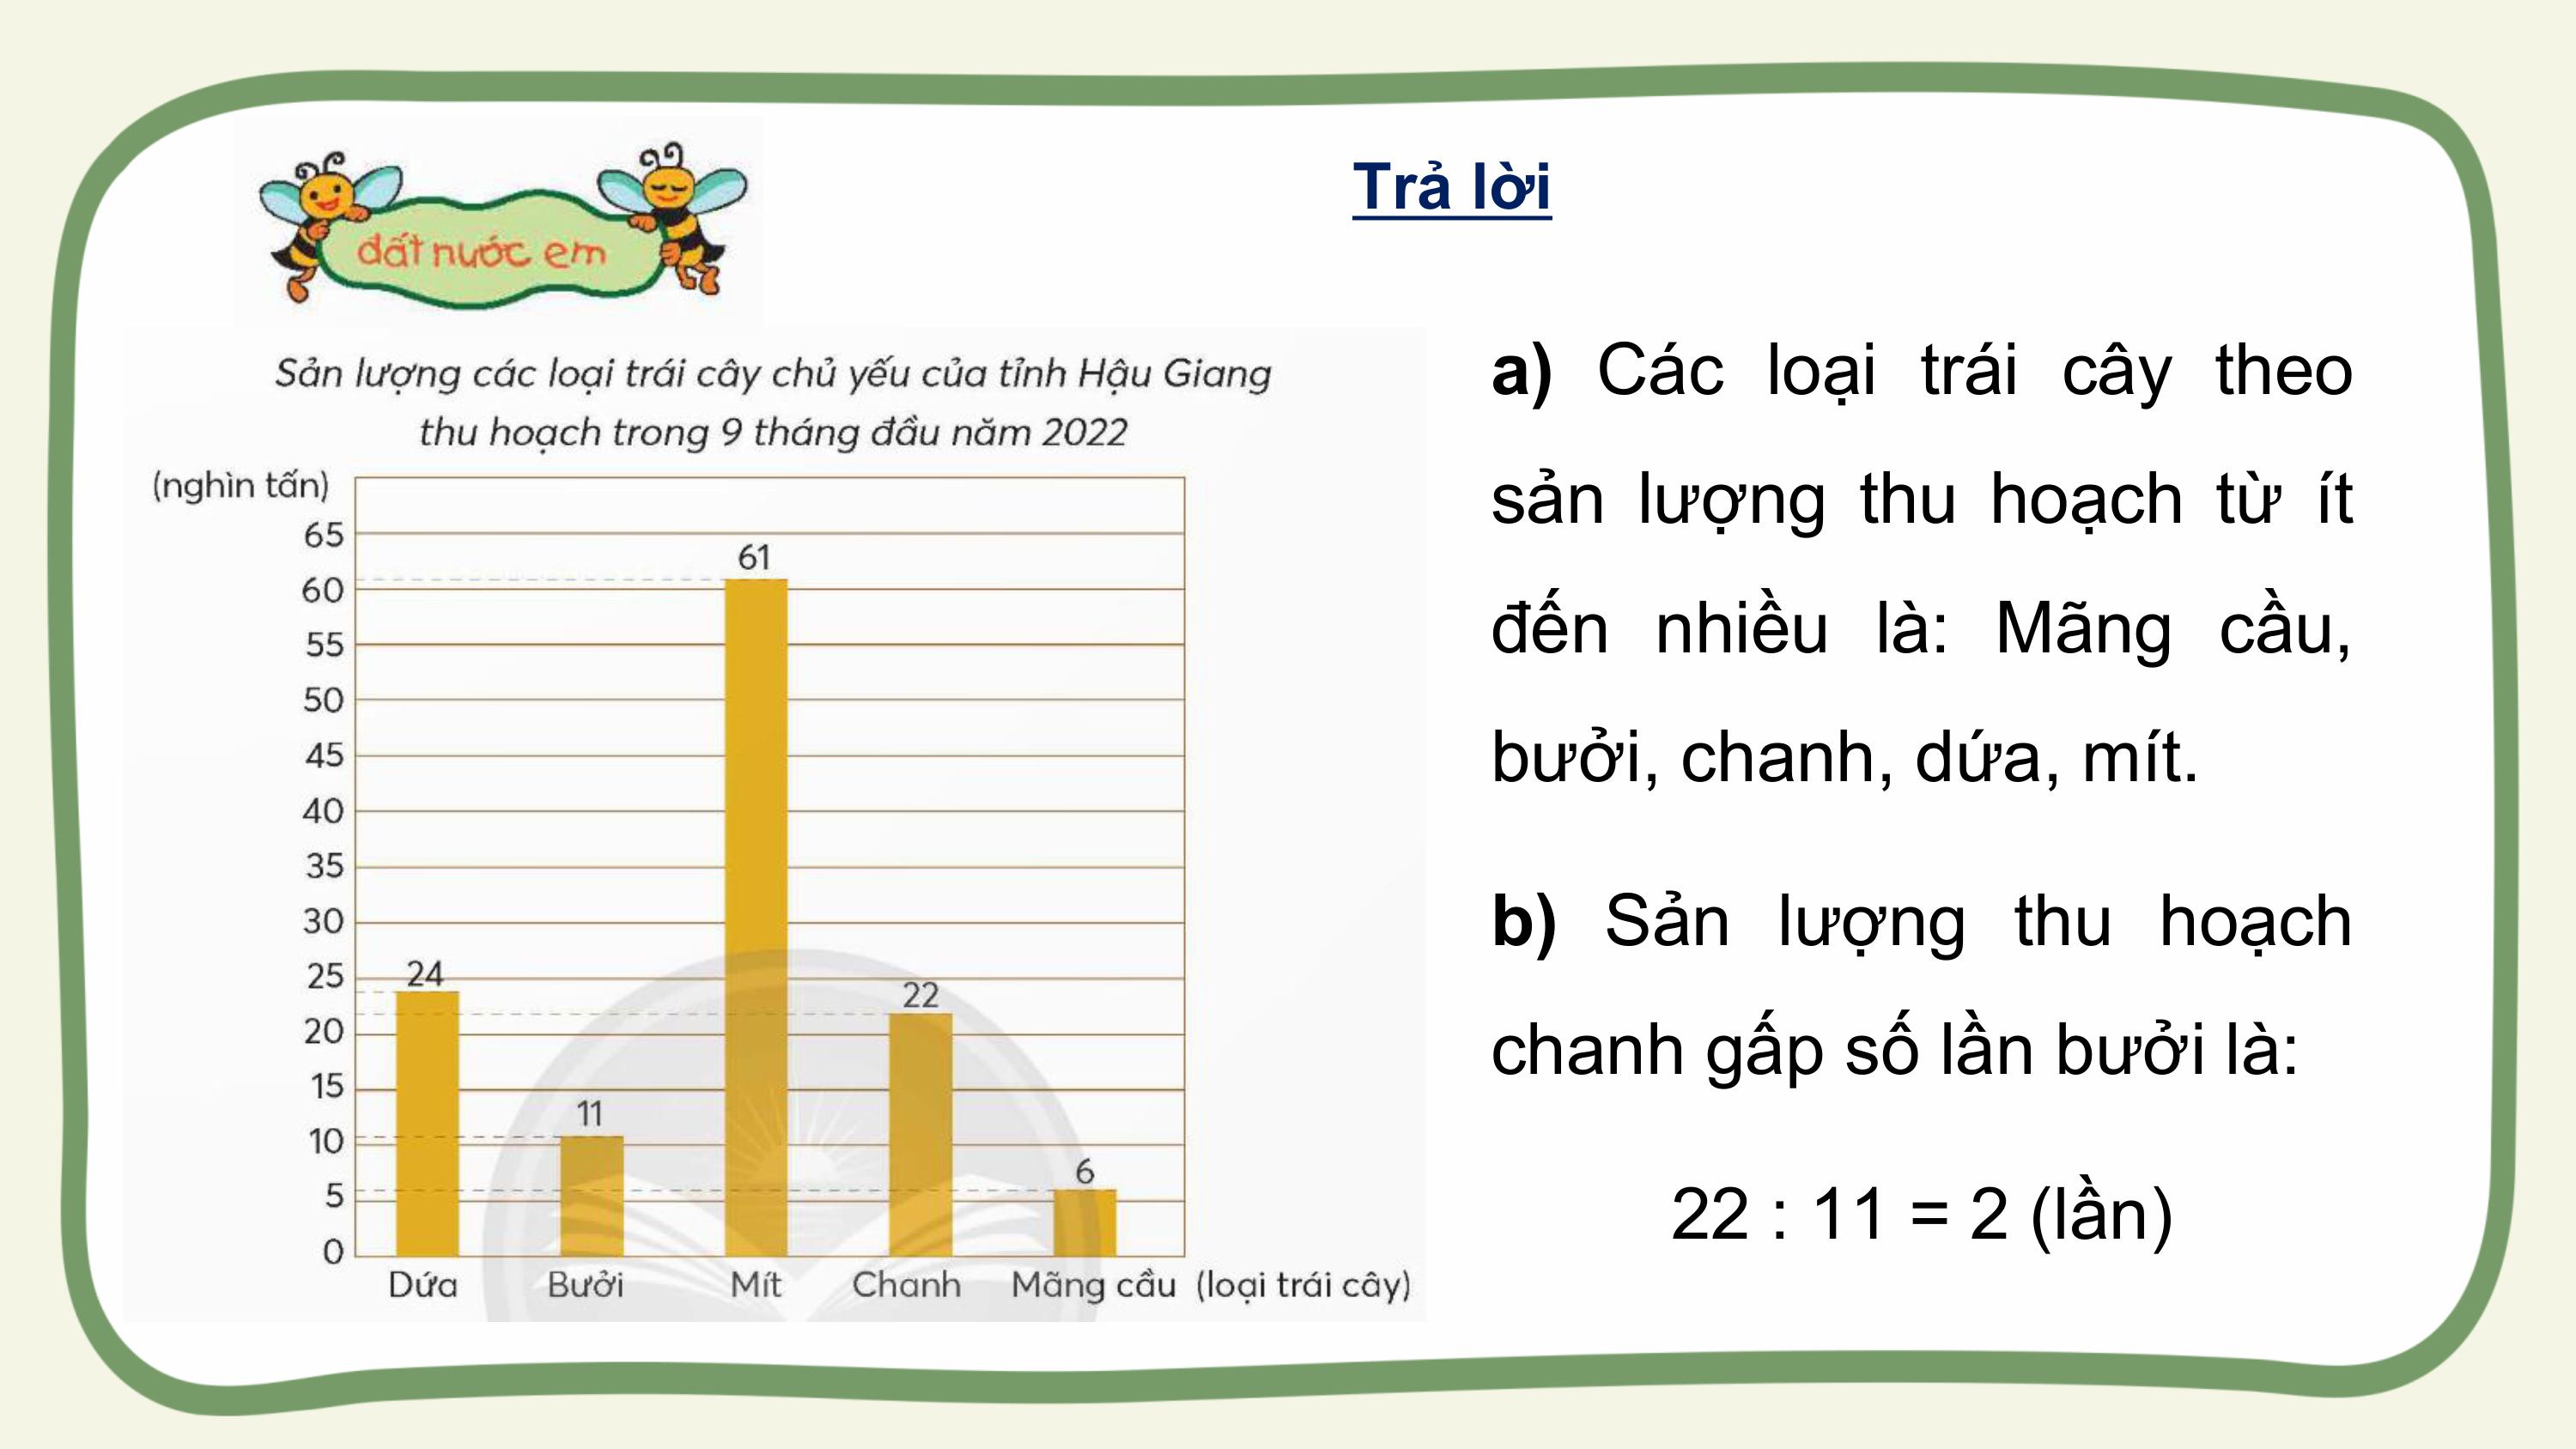 đất nước em
Trả lời
Sản lượng các loại trái cây chủ yếu của tỉnh Hậu Giang
thu hoạch trong 9 tháng đầu năm 2022
(nghìn tấn)
65
60
55
50
45
40
35
30
25
20
15
10
5
0
24
11
61
22
6
Dứa Bưởi Mít Chanh Mãng cầu (loại trái cây)
a) Các loại trái cây theo
sản lượng thu hoạch từ ít
đến nhiều là: Mãng cầu,
bưởi, chanh, dứa, mít.
b) Sản lượng thu hoạch
chanh gấp số lần bưởi là:
22 : 11 = 2 (lần)